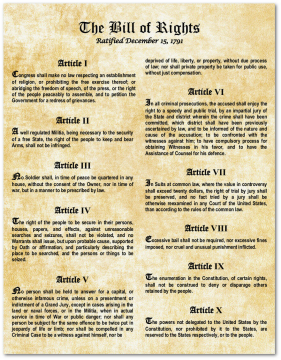 The Bill of Rights
Ratified December 15, 1791
Article I
Congress shall make no law respecting an establishment
of religion, or prohibiting the free exercise thereof; or
abridging the freedom of speech, of the press, or the right
of the people peaceably to assemble, and to petition the
Government for a redress of grievances.
Article II
A well regulated Militia, being necessary to the security
of a free State, the right of the people to keep and bear
Arms, shall not be infringed.
Article III
No Soldier shall, in time of peace be quartered in any
house, without the consent of the Owner, nor in time of
war, but in a manner to be prescribed by law.
Article IV
The right of the people to be secure in their persons,
houses, papers, and effects, against unreasonable
searches and seizures, shall not be violated, and no
Warrants shall issue, but upon probable cause, supported
by Oath or affirmation, and particularly describing the
place to be searched, and the persons or things to be
seized.
Article V
No person shall be held to answer for a capital, or
otherwise infamous crime, unless on a presentment or
indictment of a Grand Jury, except in cases arising in the
land or naval forces, or in the Militia, when in actual
service in time of War or public danger; nor shall any
person be subject for the same offense to be twice put in
jeopardy of life or limb; nor shall be compelled in any
Criminal Case to be a witness against himself, nor be
deprived of life, liberty, or property, without due process
of law; nor shall private property be taken for public use,
without just compensation.
Article VI
In all criminal prosecutions, the accused shall enjoy the
right to a speedy and public trial, by an impartial jury of
the State and district wherein the crime shall have been
committed, which district shall have been previously
ascertained by law, and to be informed of the nature and
cause of the accusation; to be confronted with the
witnesses against him; to have compulsory process for
obtaining Witnesses in his favor, and to have the
Assistance of Counsel for his defence.
Article VII
In Suits at common law, where the value in controversy
shall exceed twenty dollars, the right of trial by jury shall
be preserved, and no fact tried by a jury shall be
otherwise reexamined in any Court of the United States,
than according to the rules of the common law.
Article VIII
Excessive bail shall not be required, nor excessive fines
imposed, nor cruel and unusual punishment inflicted.
Article IX
The enumeration in the Constitution, of certain rights,
shall not be construed to deny or disparage others
retained by the people.
Article X
The powers not delegated to the United States by the
Constitution, nor prohibited by it to the States, are
reserved to the States respectively, or to the people.